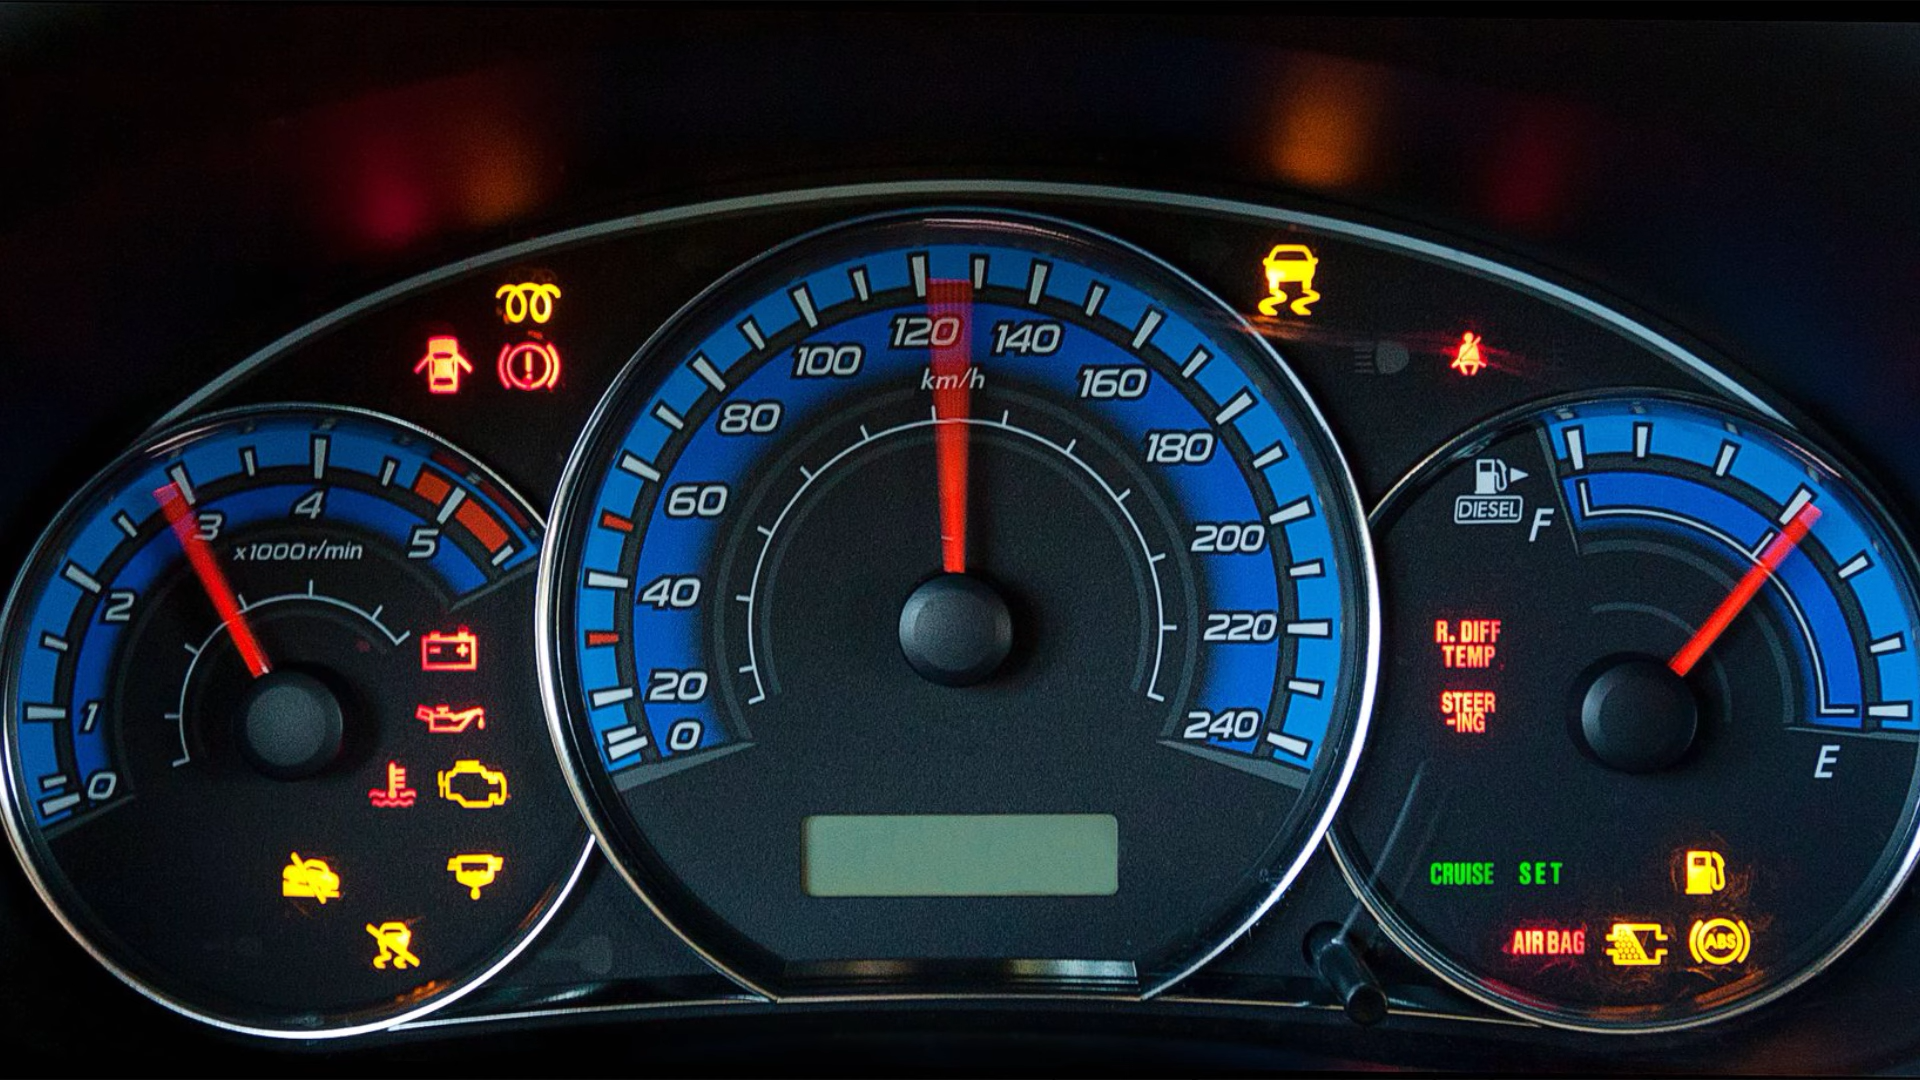 0
1
2
3
4
5
x1000r/min
0
20
40
60
80
100
120
140
160
180
200
220
240
km/h
DIESEL
F
E
R. DIFF
TEMP
STEER
-ING
CRUISE SET
AIR BAG
ABS